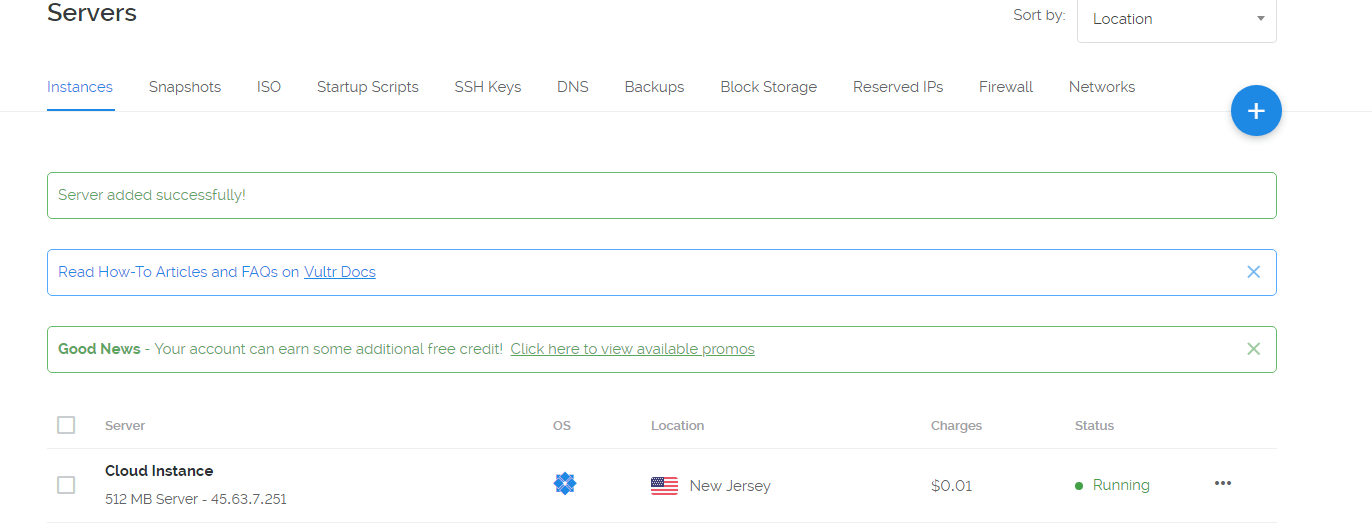 Servers
Sort by: Location
Instances Snapshots ISO Startup Scripts SSH Keys DNS Backups Block Storage Reserved IPs Firewall Networks
+
Server added successfully!
Read How-To Articles and FAQs on Vultr Docs
Good News - Your account can earn some additional free credit! Click here to view available promos
Server OS Location Charges Status
Cloud Instance
512 MB Server - 45.63.7.251 New Jersey $0.01 Running